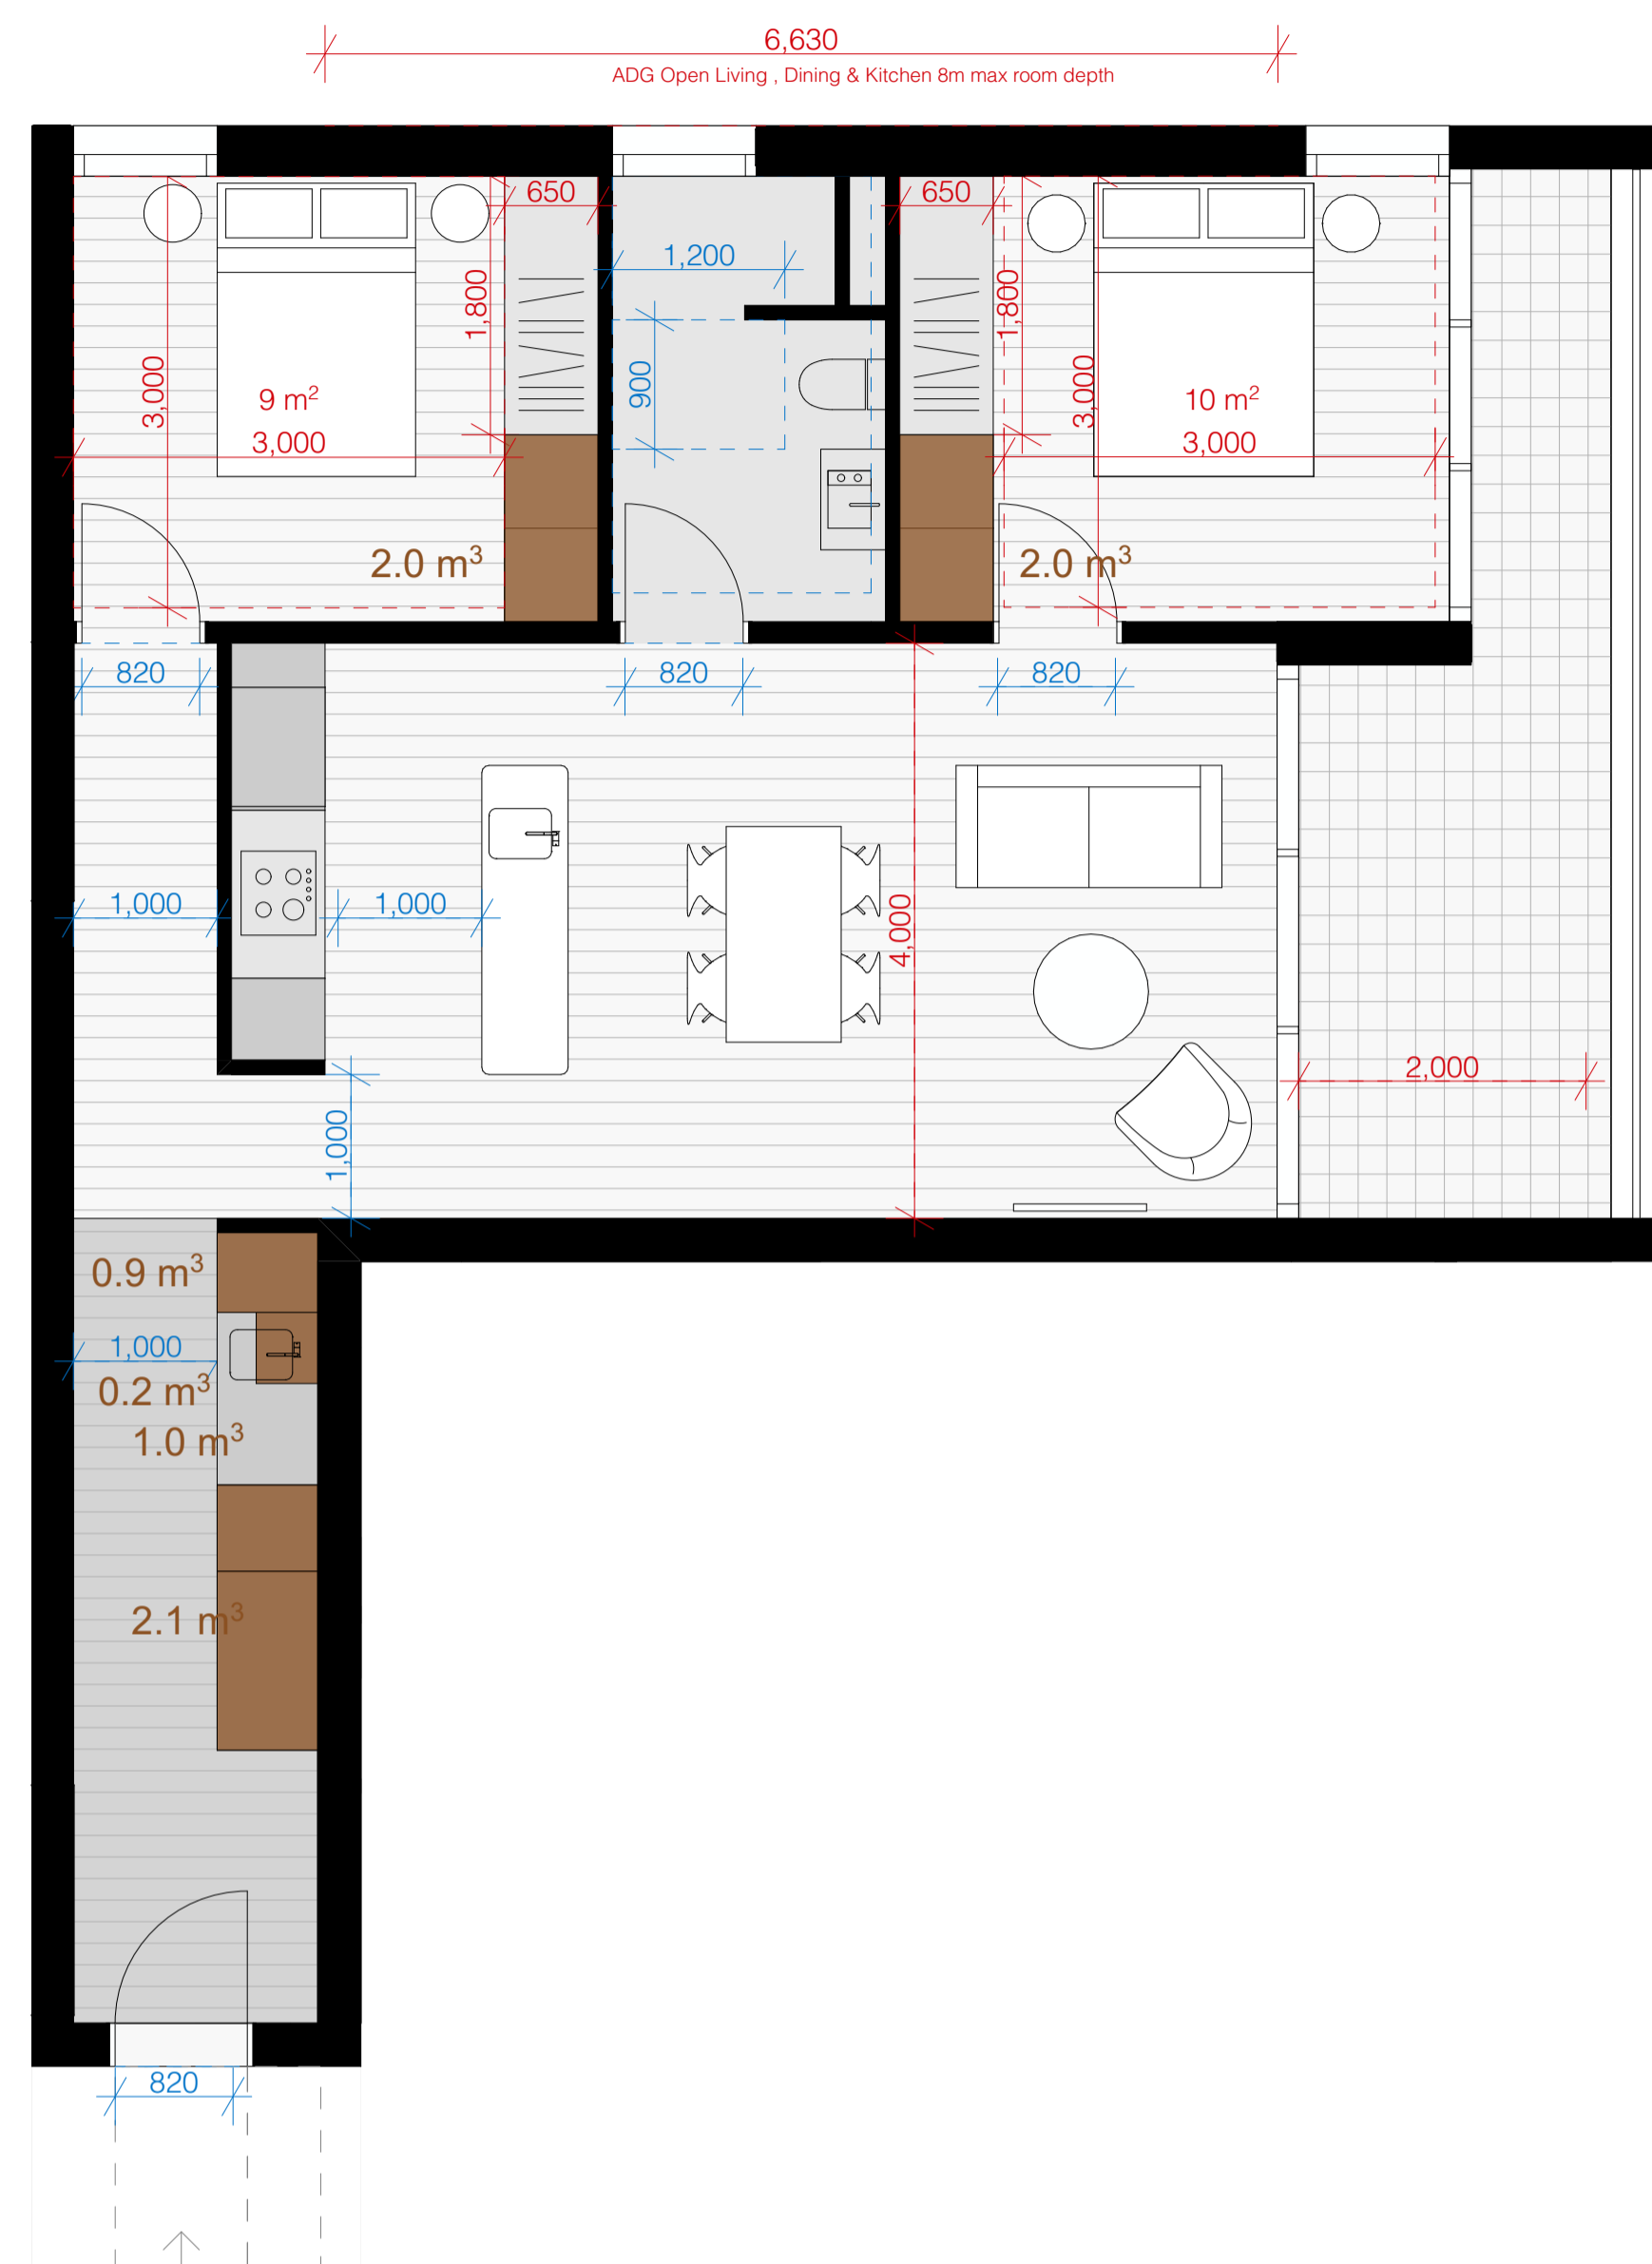 6,630
ADG Open Living , Dining & Kitchen 8m max room depth
650
650
1,200
1,800
1,800
3,000
900
3,000
9 m²
10 m²
3,000
3,000
2.0 m³
2.0 m³
820
820
820
1,000
1,000
4,000
2,000
1,000
0.9 m³
1,000
0.2 m³
1.0 m³
2.1 m³
820